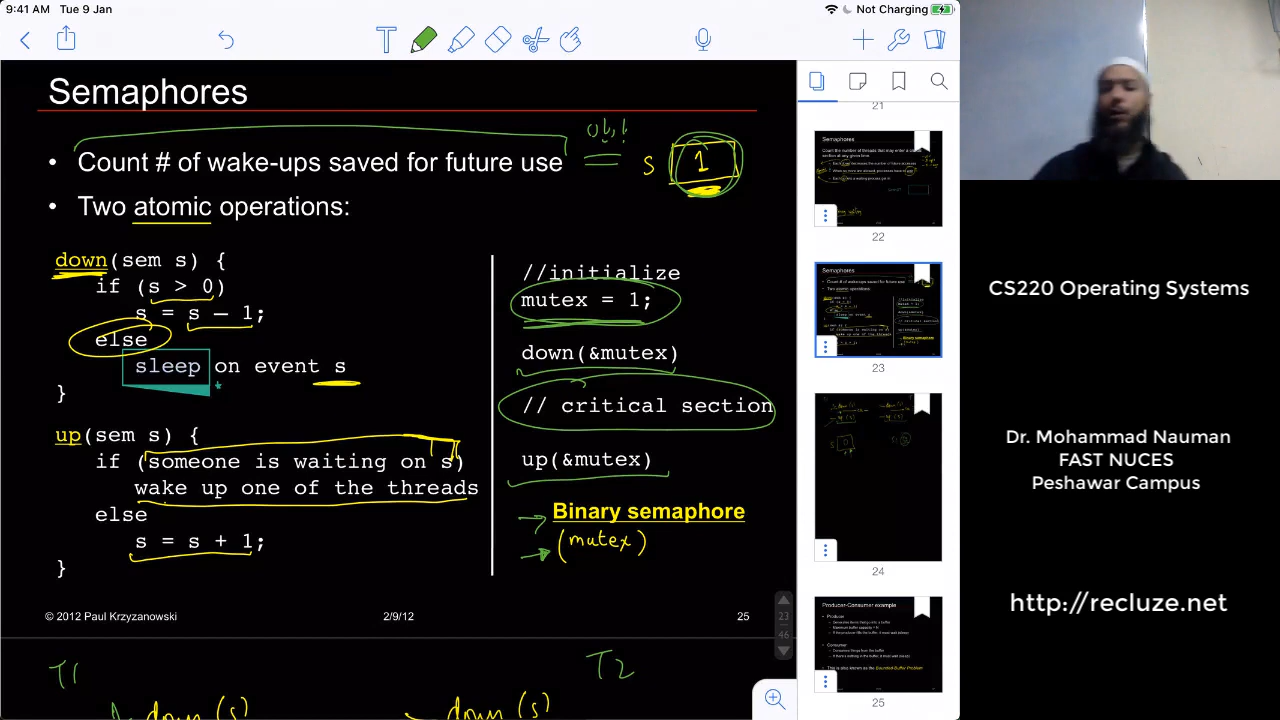 9:41 AM Tue 9 Jan
Not Charging
Semaphores
• Count # of wake-ups saved for future use
s 1
• Two atomic operations:
down(sem s) {
if (s > 0)
s = s – 1;
else
sleep on event s
}
up(sem s) {
if (someone is waiting on s)
wake up one of the threads
else
s = s + 1;
}
//initialize
mutex = 1;
down(&mutex)
// critical section
up(&mutex)
Binary semaphore
(mutex)
© 2012 Paul Krzyzanowski
2/9/12
25
23
46
T1
T2
down (s)
down (s)
21
Semaphores
22
Semaphores
23
24
Producer-Consumer example
25
CS220 Operating Systems
Dr. Mohammad Nauman
FAST NUCES
Peshawar Campus
http://recluze.net